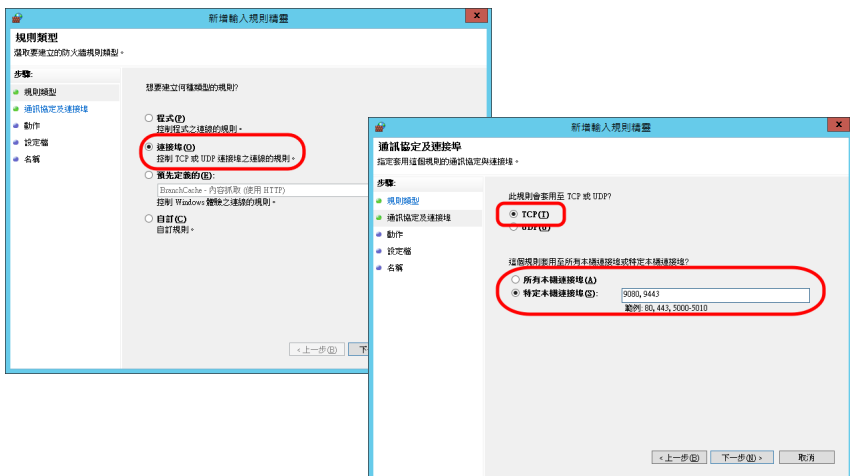 新增輸入規則精靈
規則類型
選取要建立的防火牆規則類型。
步驟:
規則類型
通訊協定及連接埠
動作
設定檔
名稱
想要建立何種類型的規則?
程式(P)
控制程式之連線的規則。
連接埠(O)
控制 TCP 或 UDP 連接埠之連線的規則。
預先定義的(E):
BranchCache - 內容抓取 (使用 HTTP)
控制 Windows 體驗之連線的規則。
自訂(C)
自訂規則。
<上一步(B)
下
新增輸入規則精靈
通訊協定及連接埠
指定套用這個規則的通訊協定與連接埠。
步驟:
規則類型
通訊協定及連接埠
動作
設定檔
名稱
此規則會套用至 TCP 或 UDP?
TCP(T)
UDP(U)
這個規則套用至所有本機連接埠或特定本機連接埠?
所有本機連接埠(A)
特定本機連接埠(S):
9080, 9443
範例: 80, 443, 5000-5010
<上一步(B)
下一步(N) >
取消